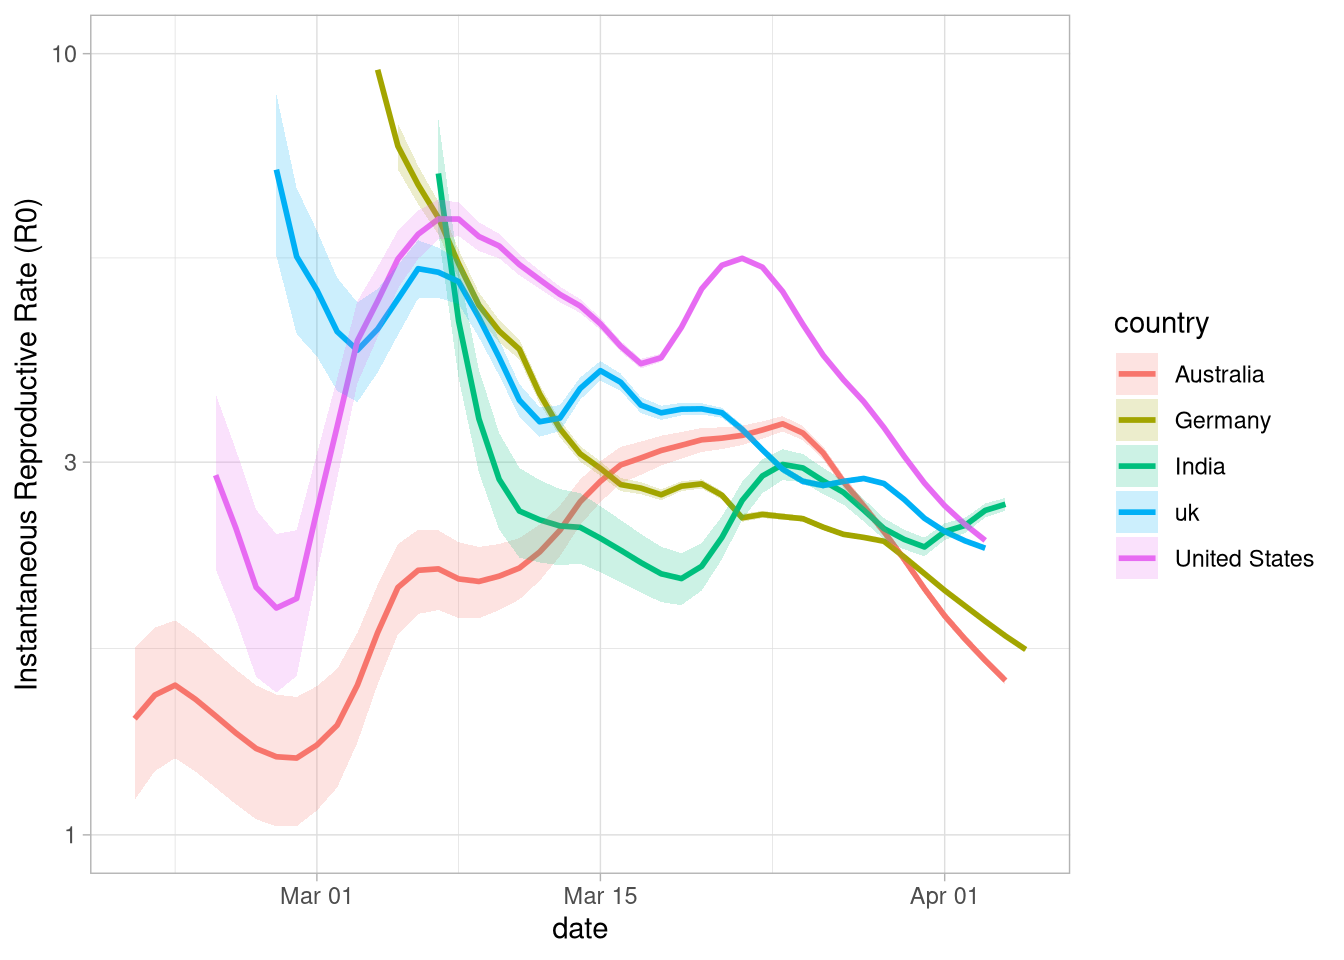 Instantaneous Reproductive Rate (R0)
10
3
1
Mar 01
Mar 15
Apr 01
date
country
Australia
Germany
India
uk
United States